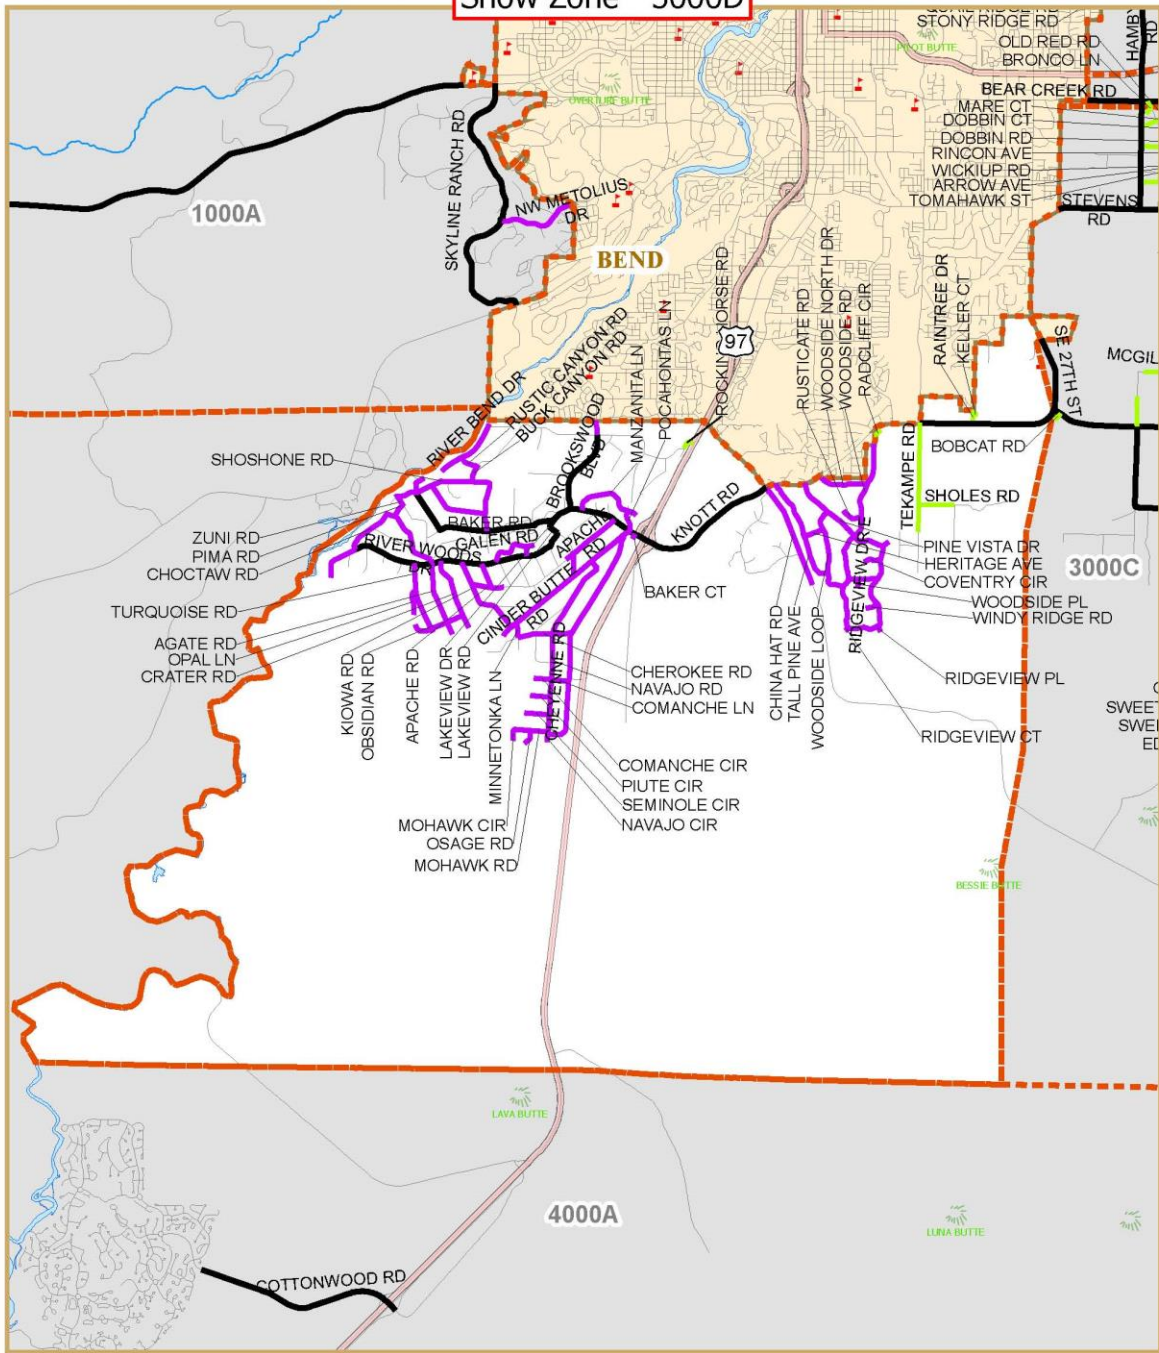 Snow Zone - 3000D
QUAIL RIDGE RD
STONY RIDGE RD
PILOT BUTTE
OLD RED RD
BRONCO LN
HAMBY
RD
BEAR CREEK RD
MARE CT
DOBBIN CT
DOBBIN RD
RINCON AVE
WICKIUP RD
ARROW AVE
TOMAHAWK ST
STEVENS
RD
OVERTURF BUTTE
SKYLINE RANCH RD
1000A
NW METOLIUS
DR
BEND
97
RIVER BEND DR
RUSTIC CANYON RD
BUCK CANYON RD
BROOKSWOOD
BLVD
MANZANITA LN
POCAHONTAS LN
RUSTICATE RD
WOODSIDE NORTH DR
WOODSIDE RD
RADCLIFF CIR
RAINTREE DR
KELLER CT
SE 27TH ST
MCGIL
SHOSHONE RD
BOBCAT RD
TEKAMPE RD
SHOLES RD
ZUNI RD
PIMA RD
CHOCTAW RD
BAKER RD
GALEN RD
RIVER WOODS
DR
APACHE
RD
KNOTT RD
CINDER BUTTE
RD
BAKER CT
PINE VISTA DR
HERITAGE AVE
COVENTRY CIR
WOODSIDE PL
WINDY RIDGE RD
3000C
TURQUOISE RD
AGATE RD
OPAL LN
CRATER RD
KIOWA RD
OBSIDIAN RD
APACHE RD
LAKEVIEW DR
LAKEVIEW RD
MINNETONKA LN
CHEYENNE RD
CHEROKEE RD
NAVAJO RD
COMANCHE LN
CHINA HAT RD
TALL PINE AVE
WOODSIDE LOOP
RIDGEVIEW DR E
RIDGEVIEW PL
RIDGEVIEW CT
SWEET
SWE
ED
COMANCHE CIR
PIUTE CIR
SEMINOLE CIR
NAVAJO CIR
MOHAWK CIR
OSAGE RD
MOHAWK RD
BESSIE BUTTE
LAVA BUTTE
4000A
LUNA BUTTE
COTTONWOOD RD